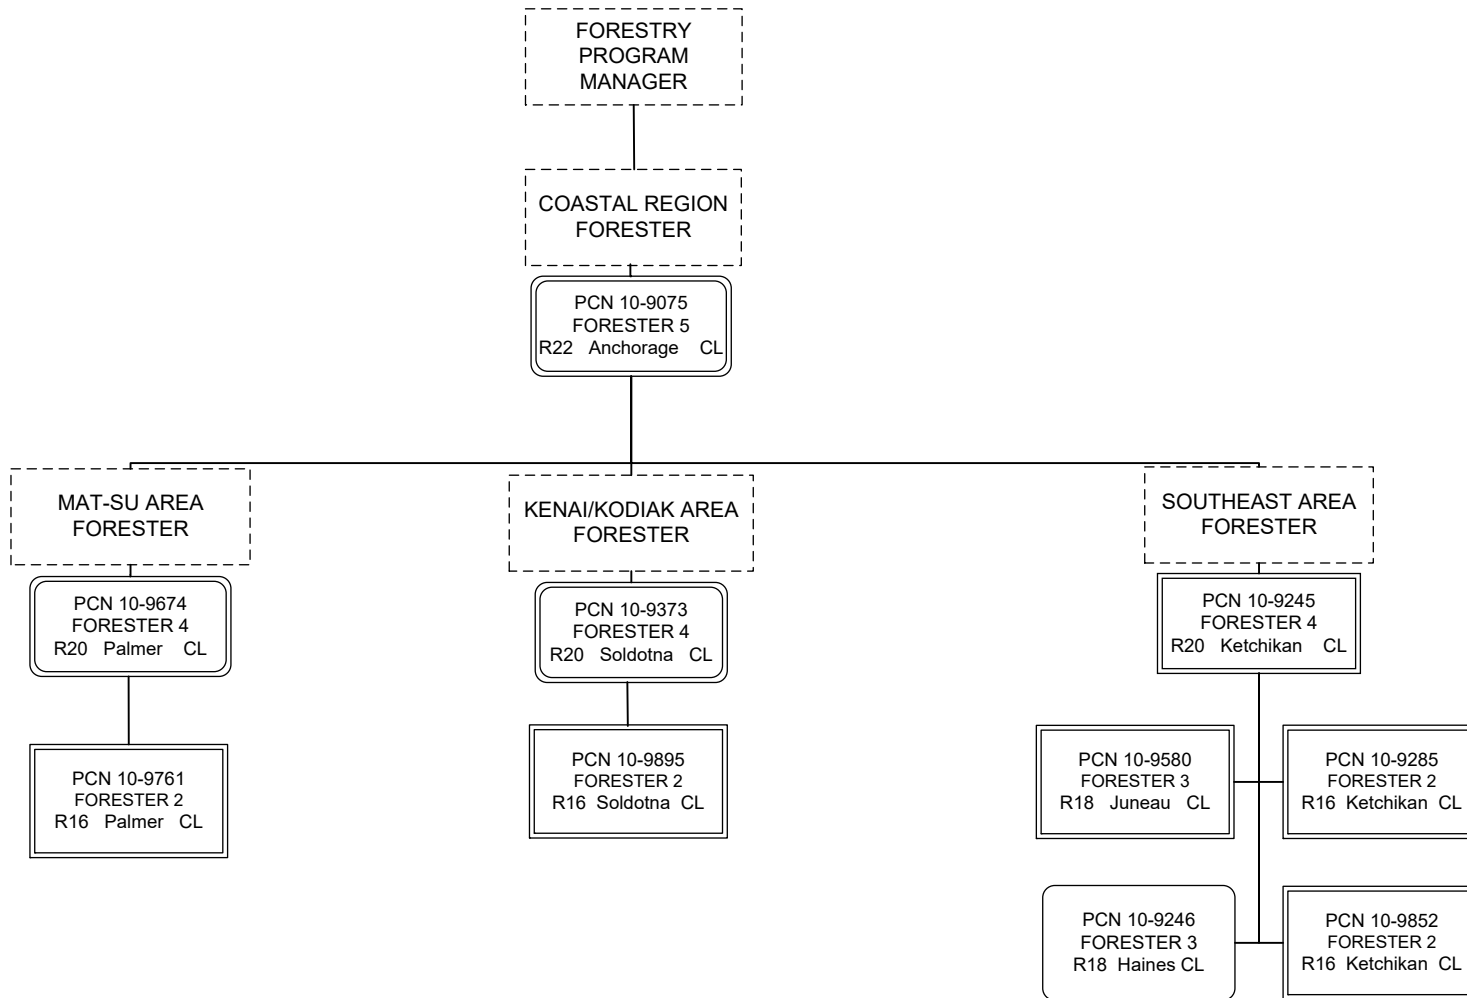 FORESTRY
PROGRAM
MANAGER
COASTAL REGION
FORESTER
PCN 10-9075
FORESTER 5
R22 Anchorage CL
MAT-SU AREA
FORESTER
PCN 10-9674
FORESTER 4
R20 Palmer CL
PCN 10-9761
FORESTER 2
R16 Palmer CL
KENAI/KODIAK AREA
FORESTER
PCN 10-9373
FORESTER 4
R20 Soldotna CL
PCN 10-9895
FORESTER 2
R16 Soldotna CL
SOUTHEAST AREA
FORESTER
PCN 10-9245
FORESTER 4
R20 Ketchikan CL
PCN 10-9580
FORESTER 3
R18 Juneau CL
PCN 10-9285
FORESTER 2
R16 Ketchikan CL
PCN 10-9246
FORESTER 3
R18 Haines CL
PCN 10-9852
FORESTER 2
R16 Ketchikan CL